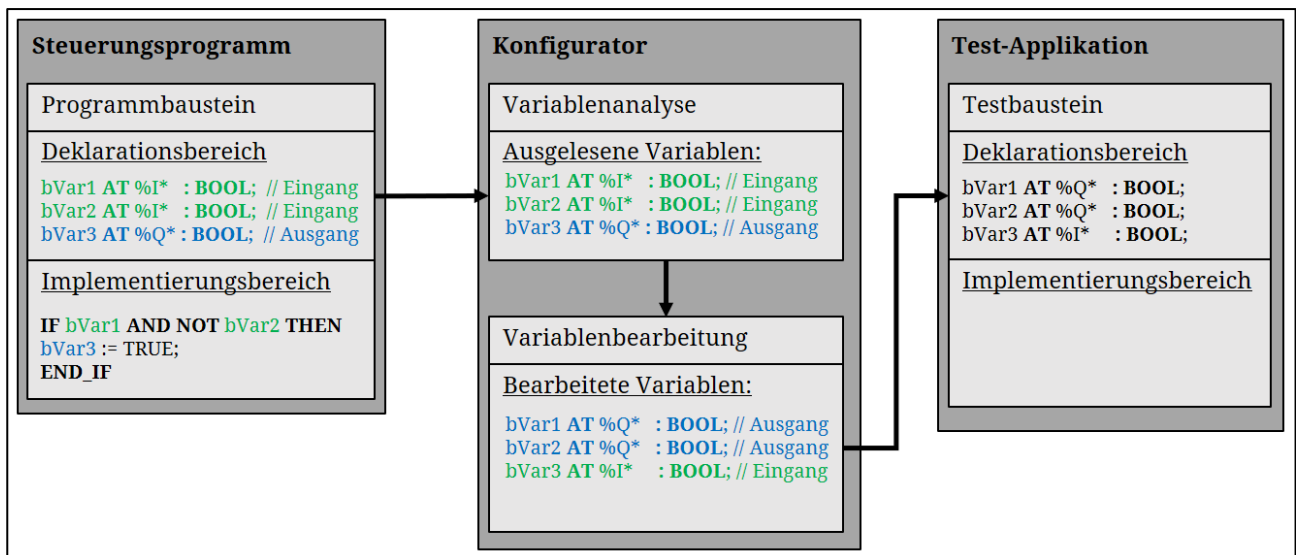 Steuerungsprogramm
Programmbaustein
Deklarationsbereich
bVar1 AT %I* : BOOL; // Eingang
bVar2 AT %I* : BOOL; // Eingang
bVar3 AT %Q* : BOOL; // Ausgang
Implementierungsbereich
IF bVar1 AND NOT bVar2 THEN
bVar3 := TRUE;
END_IF
Konfigurator
Variablenanalyse
Ausgelesene Variablen:
bVar1 AT %I* : BOOL; // Eingang
bVar2 AT %I* : BOOL; // Eingang
bVar3 AT %Q* : BOOL; // Ausgang
Variablenbearbeitung
Bearbeitete Variablen:
bVar1 AT %Q* : BOOL; // Ausgang
bVar2 AT %Q* : BOOL; // Ausgang
bVar3 AT %I* : BOOL; // Eingang
Test-Applikation
Testbaustein
Deklarationsbereich
bVar1 AT %Q* : BOOL;
bVar2 AT %Q* : BOOL;
bVar3 AT %I* : BOOL;
Implementierungsbereich